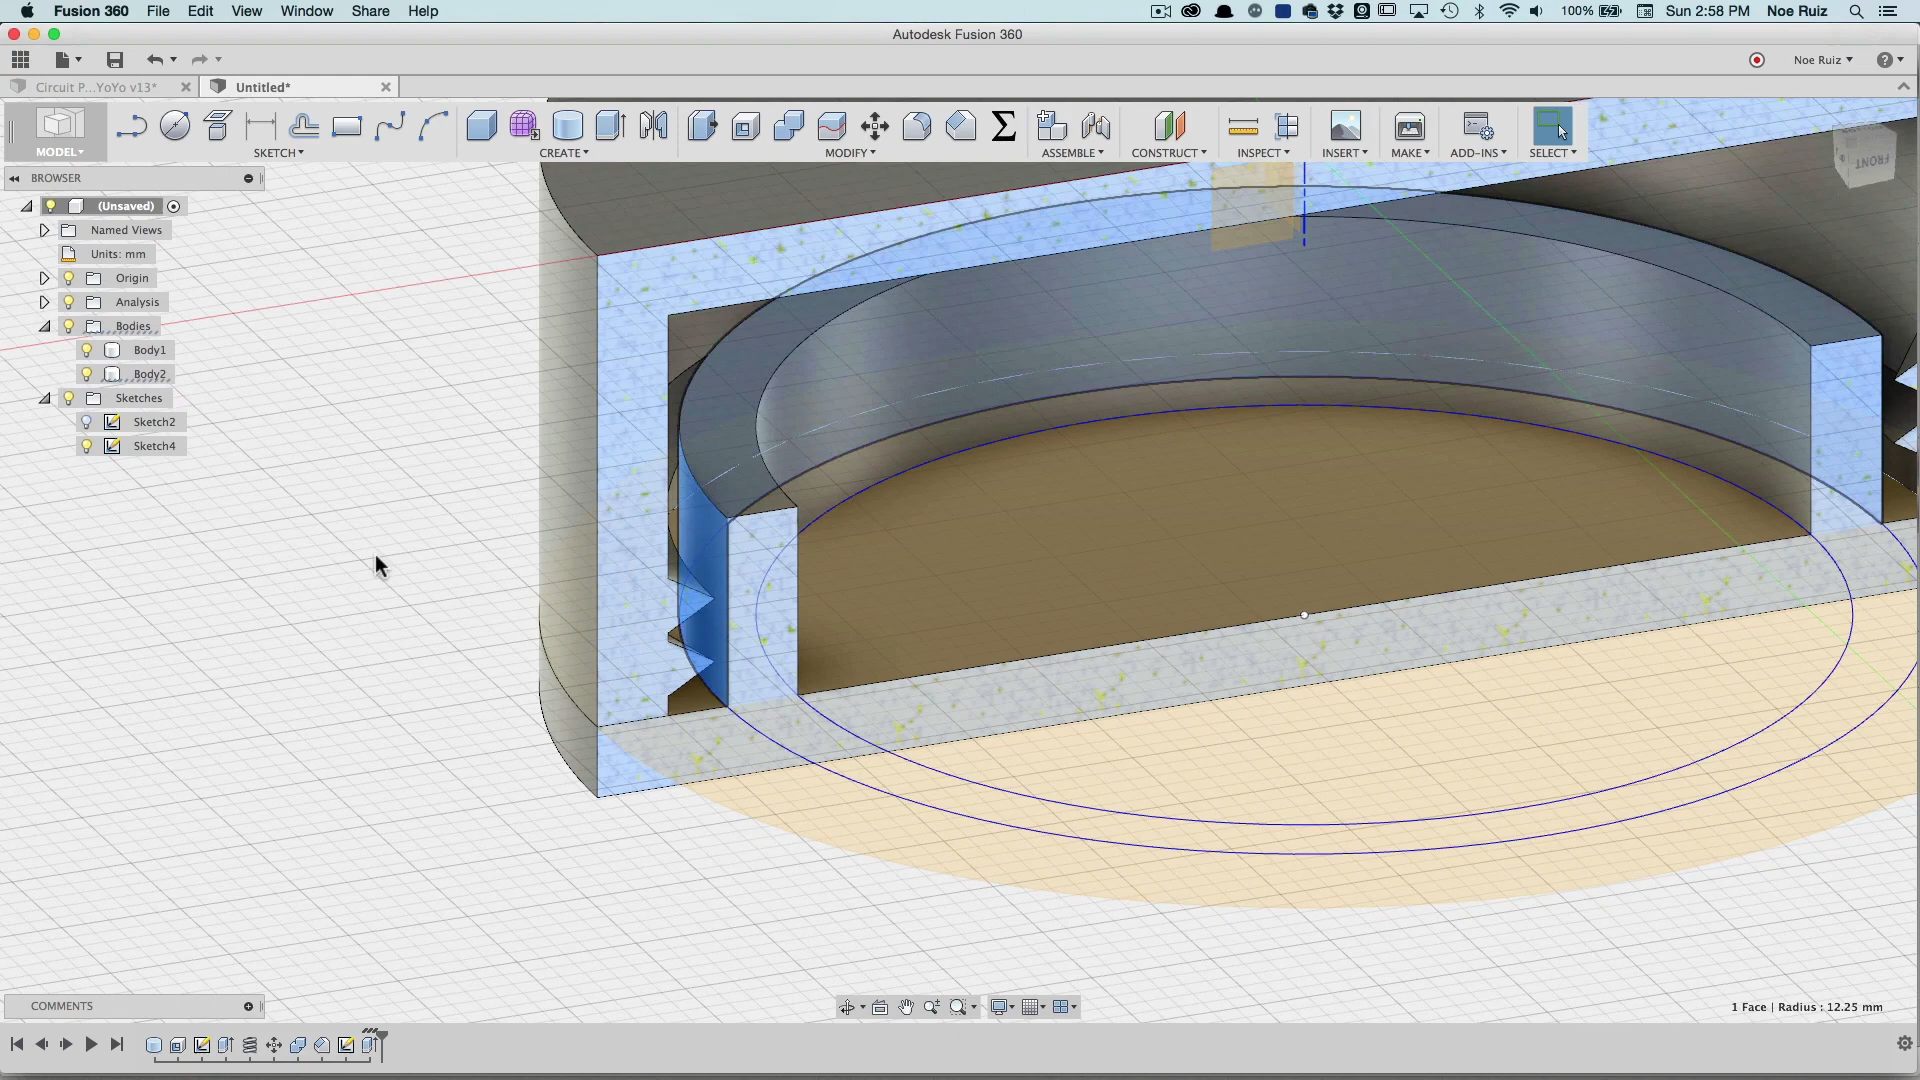 Fusion 360 File Edit View Window Share Help 100% Sun 2:58 PM Noe Ruiz
Autodesk Fusion 360
Noe Ruiz
Circuit P...YoYo v13* Untitled*
MODEL SKETCH CREATE MODIFY ASSEMBLE CONSTRUCT INSPECT INSERT MAKE ADD-INS SELECT
FRONT
BROWSER
(Unsaved)
Named Views
Units: mm
Origin
Analysis
Bodies
Body1
Body2
Sketches
Sketch2
Sketch4
COMMENTS
1 Face | Radius : 12.25 mm